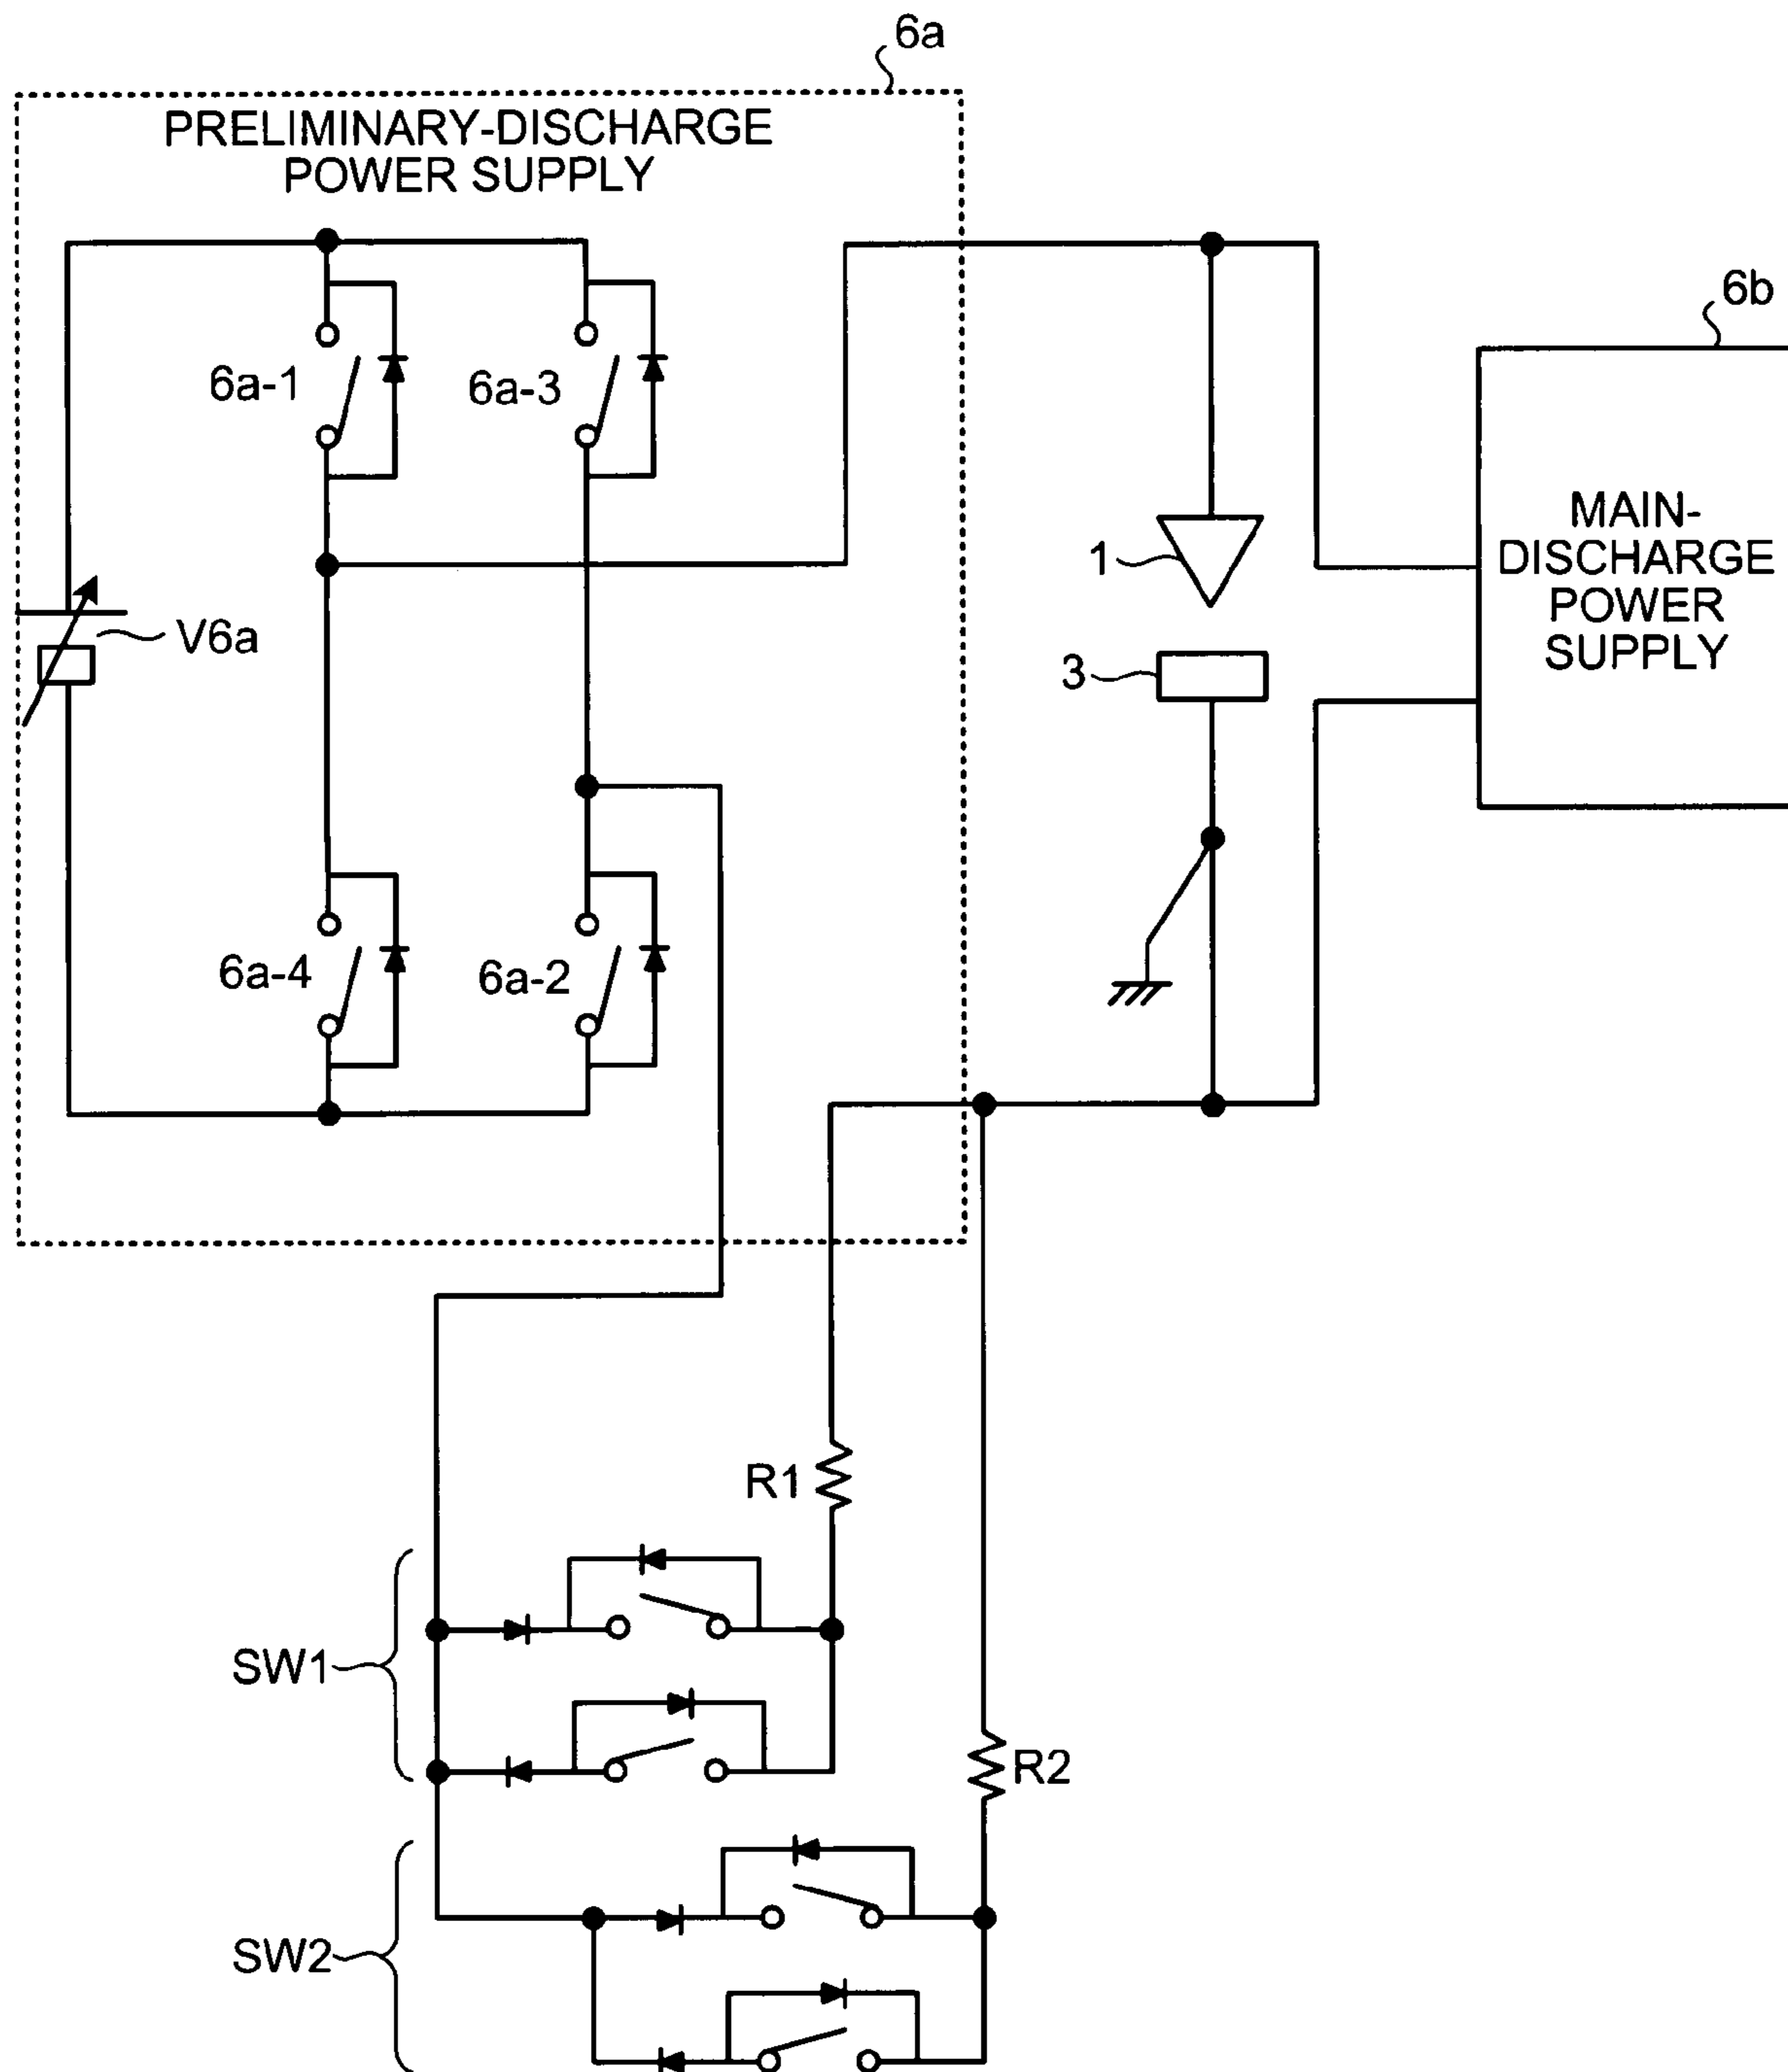 6a
PRELIMINARY-DISCHARGE
POWER SUPPLY
6b
6a-1
6a-3
MAIN-
DISCHARGE
POWER
SUPPLY
1
V6a
3
6a-4
6a-2
R1
SW1
R2
SW2